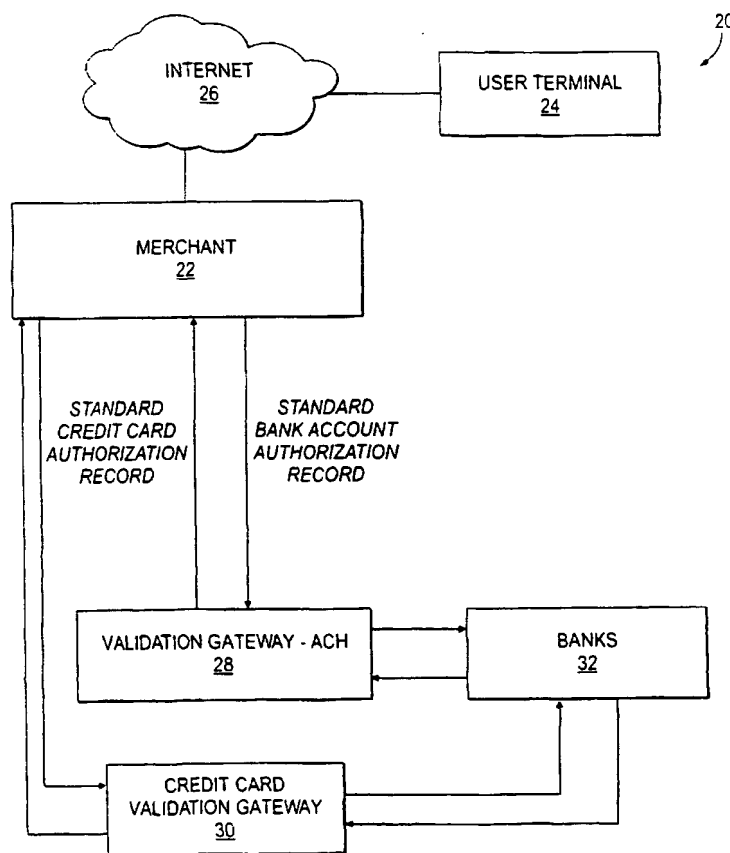 20
INTERNET
26
USER TERMINAL
24
MERCHANT
22
STANDARD
CREDIT CARD
AUTHORIZATION
RECORD
STANDARD
BANK ACCOUNT
AUTHORIZATION
RECORD
VALIDATION GATEWAY - ACH
28
BANKS
32
CREDIT CARD
VALIDATION GATEWAY
30